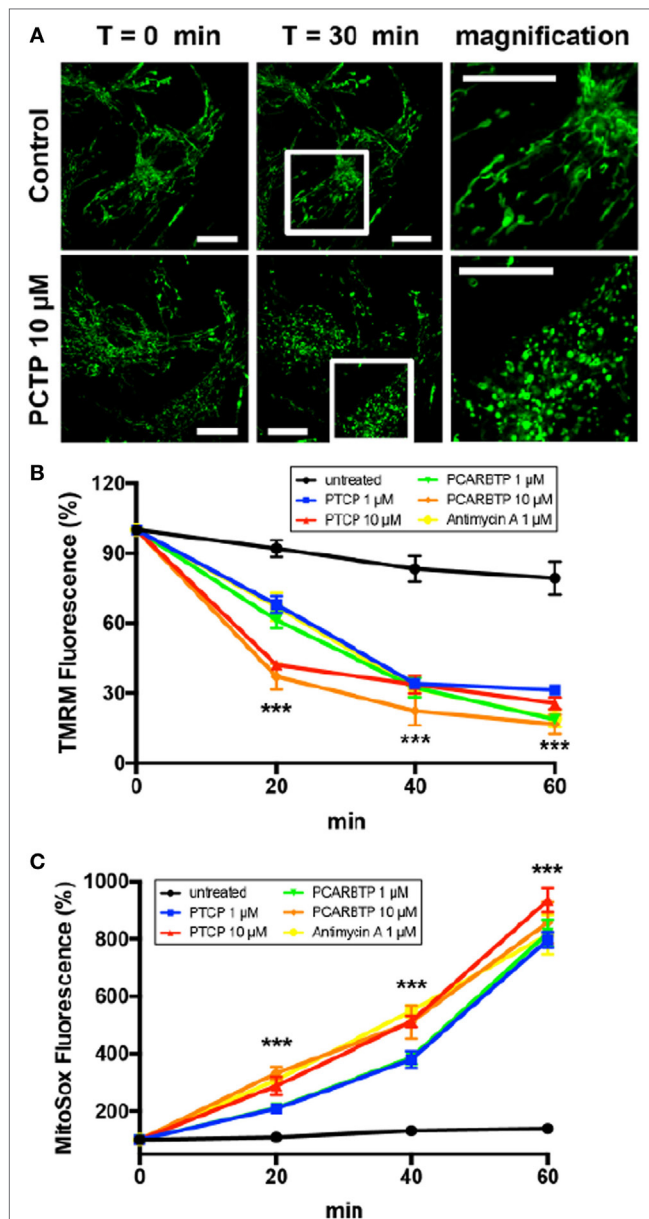 A
T = 0 min
T = 30 min
magnification
Control
PCTP 10 µM
B
TMRM Fluorescence (%)
120
90
60
30
0
untreated
PTCP 1 µM
PTCP 10 µM
PCARBTP 1 µM
PCARBTP 10 µM
Antimycin A 1 µM
***
***
***
0
20
40
60
min
C
MitoSox Fluorescence (%)
1000
800
600
400
200
untreated
PTCP 1 µM
PTCP 10 µM
PCARBTP 1 µM
PCARBTP 10 µM
Antimycin A 1 µM
***
***
***
0
20
40
60
min